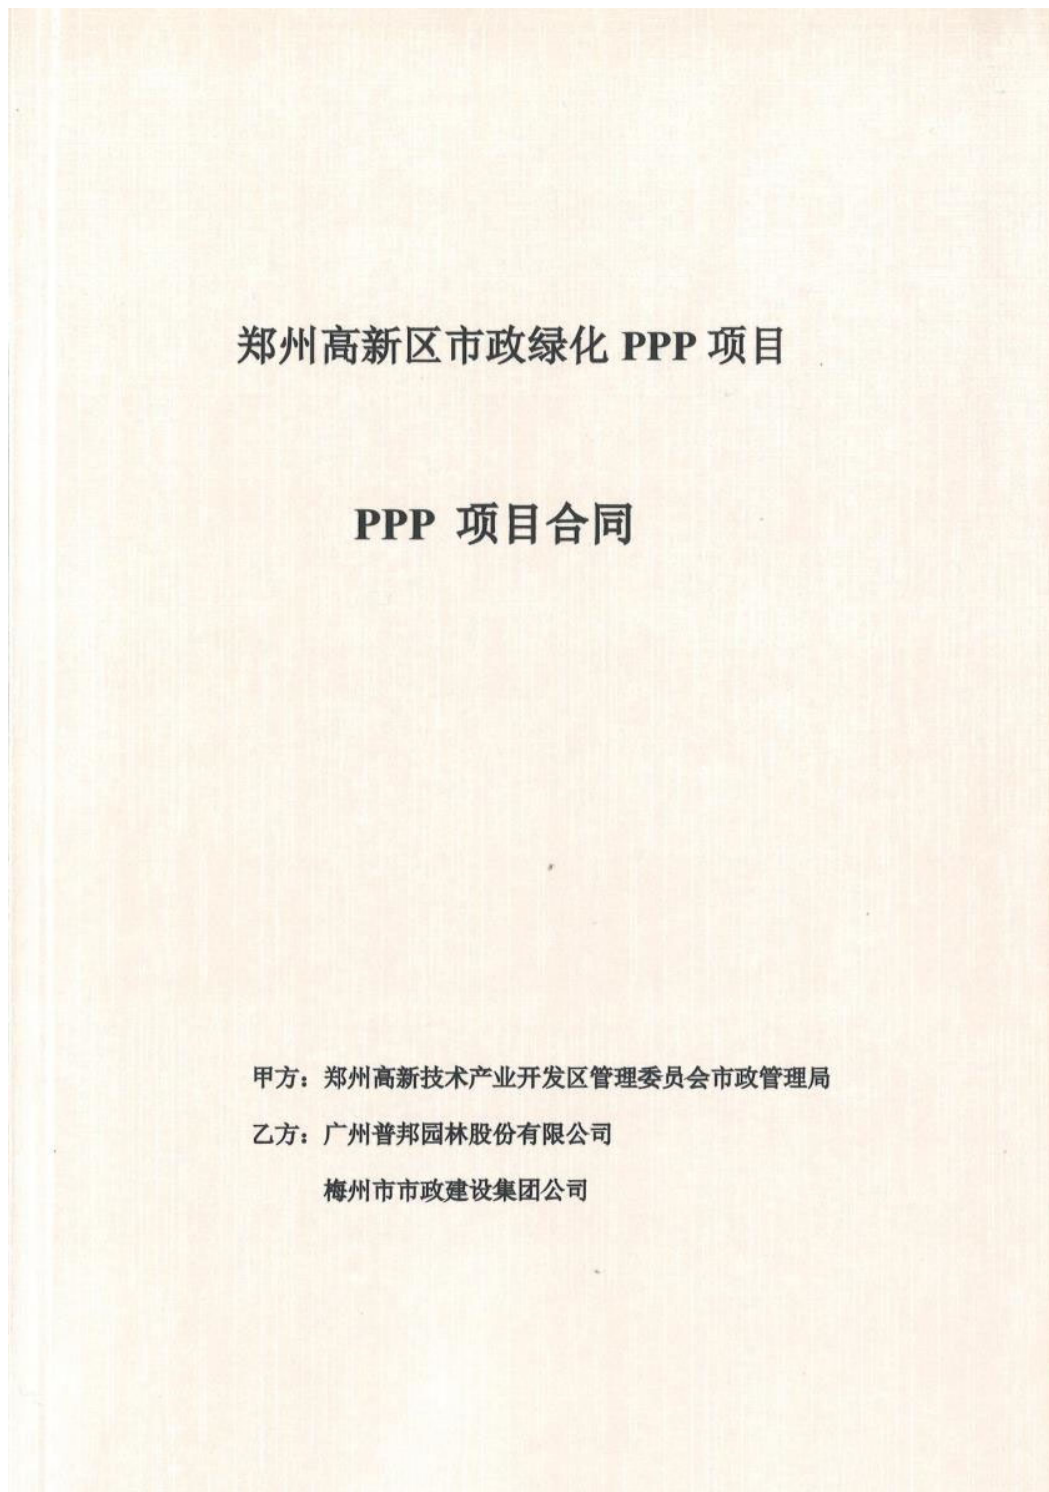 郑州高新区市政绿化 PPP 项目
PPP 项目合同
甲方：郑州高新技术产业开发区管理委员会市政管理局
乙方：广州普邦园林股份有限公司
梅州市市政建设集团公司